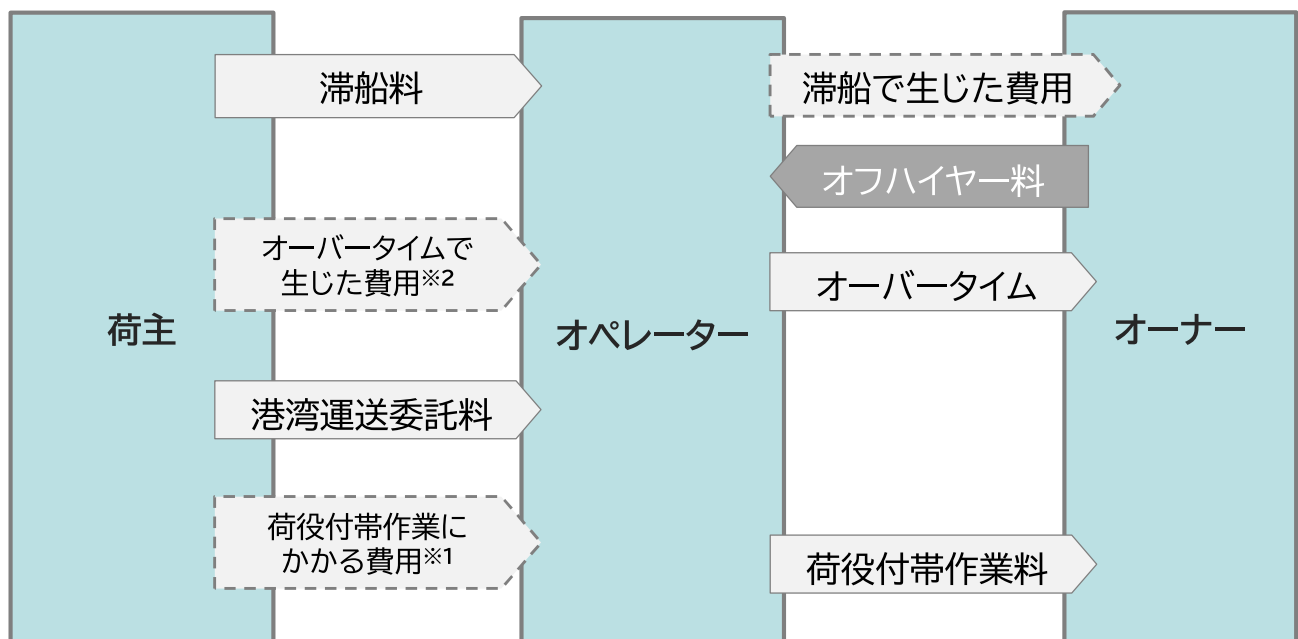 滞船料
滞船で生じた費用
オフハイヤー料
オーバータイムで
生じた費用※2
オーバータイム
荷主
オペレーター
オーナー
港湾運送委託料
荷役付帯作業に
かかる費用※1
荷役付帯作業料